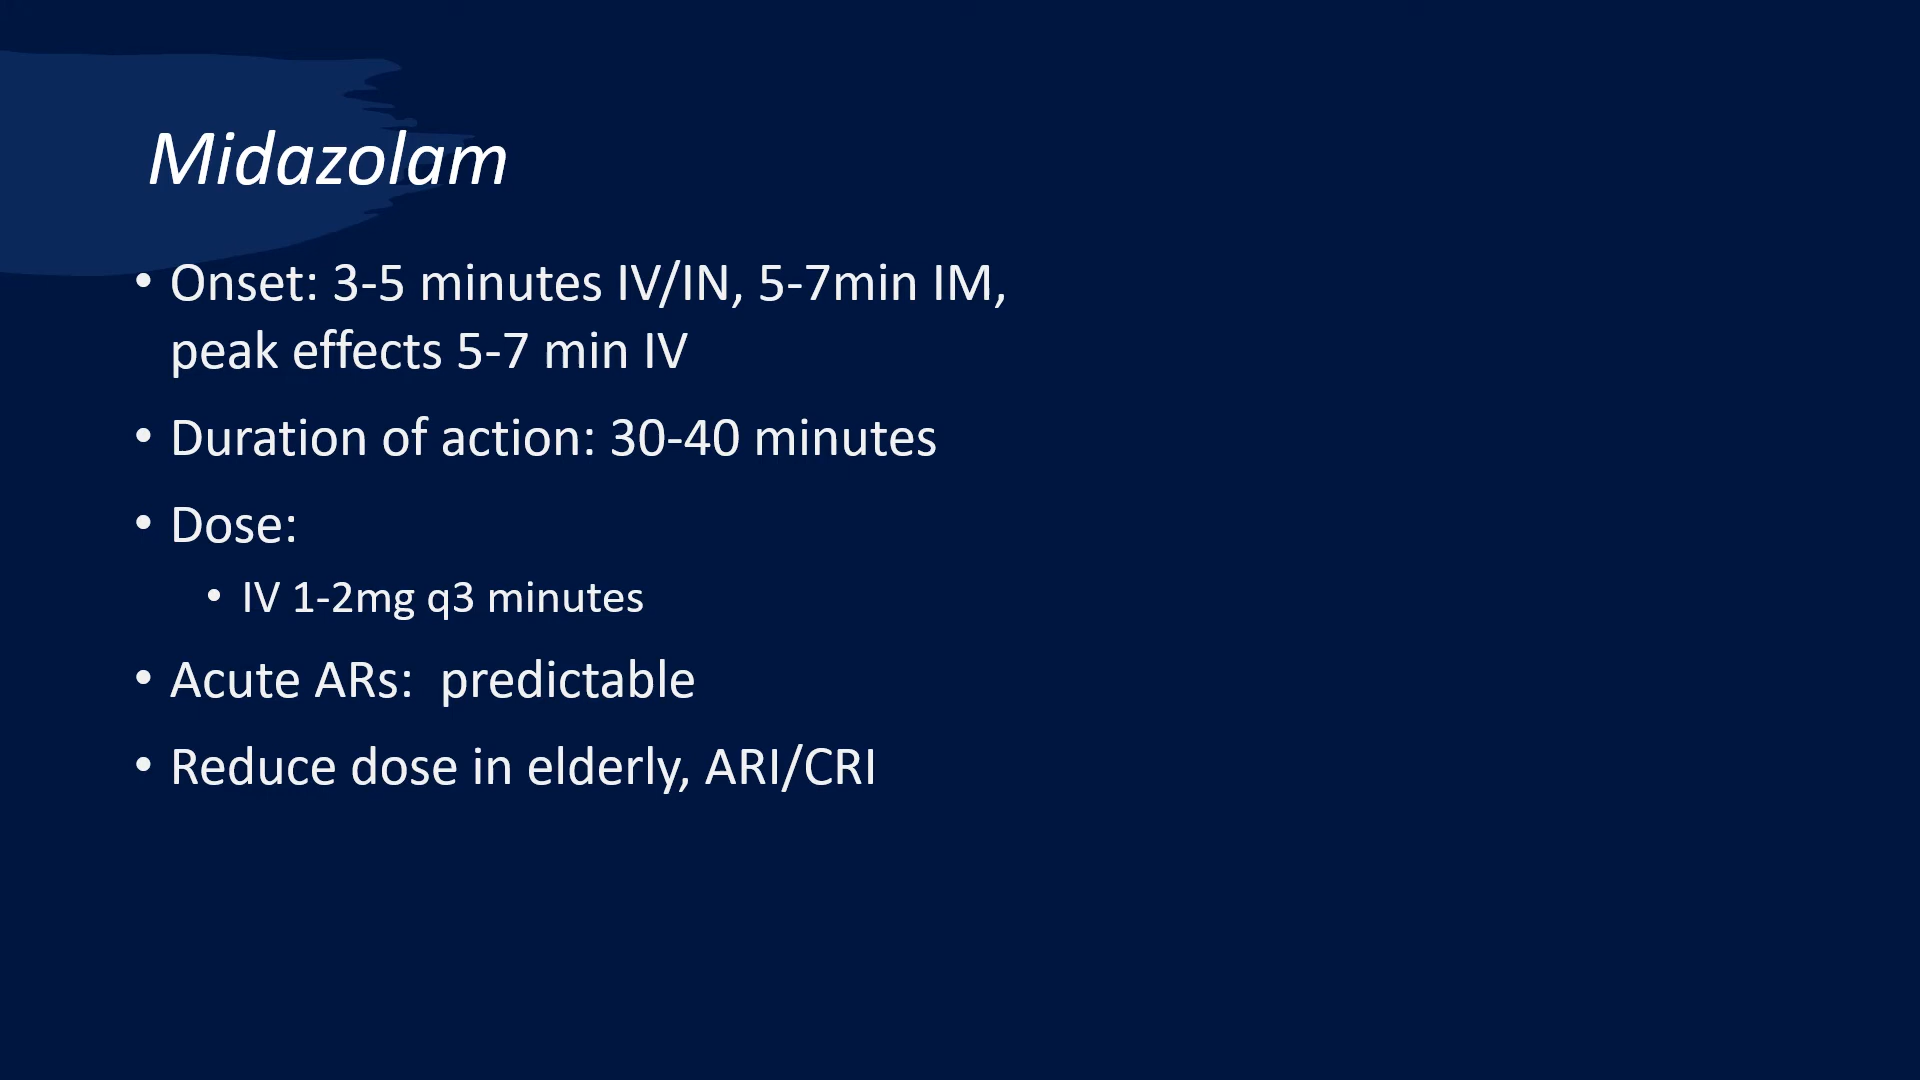 Midazolam
• Onset: 3-5 minutes IV/IN, 5-7min IM,
peak effects 5-7 min IV
• Duration of action: 30-40 minutes
• Dose:
• IV 1-2mg q3 minutes
• Acute ARs:  predictable
• Reduce dose in elderly, ARI/CRI